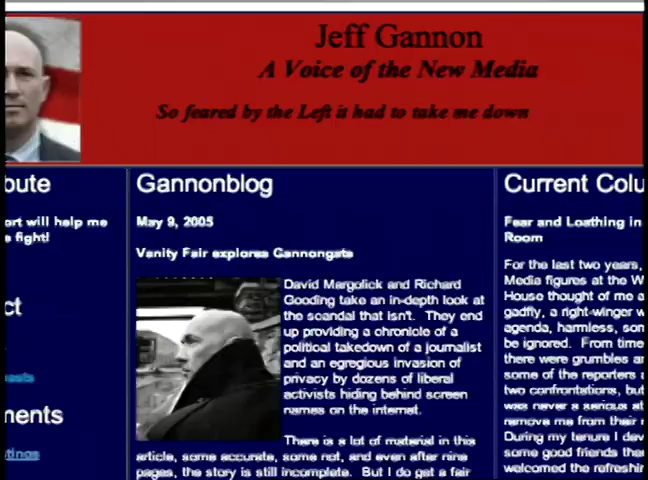 Jeff Gannon
A Voice of the New Media
So feared by the Left it had to take me down
bute
ort will help me
e fight!
ct
ments
Gannonblog
May 9, 2005
Vanity Fair explores Gannongate
David Margolick and Richard
Gooding take an in-depth look at
the scandal that isn't. They end
up providing a chronicle of a
political takedown of a journalist
and an egregious invasion of
privacy by dozens of liberal
activists hiding behind screen
names on the internet.
There is a lot of material in this
article, some accurate, some not, and even after nine
pages, the story is still incomplete. But I do get a fair
Current Colu
Fear and Loathing in
Room
For the last two years,
Media figures at the W
House thought of me a
gadfly, a right-winger w
agenda, harmless, som
be ignored. From time
there were grumbles ar
some of the reporters a
two confrontations, but
was never a serious at
remove me from their r
During my tenure I dev
some good friends the
welcomed the refreshin